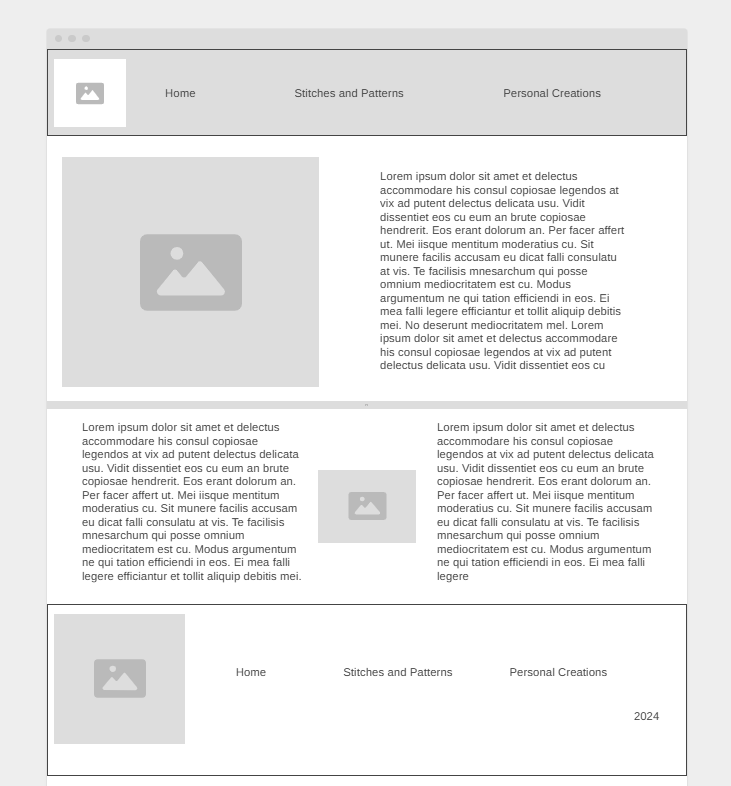 Home
Stitches and Patterns
Personal Creations
Lorem ipsum dolor sit amet et delectus
accommodare his consul copiosae legendos at
vix ad putent delectus delicata usu. Vidit
dissentiet eos cu eum an brute copiosae
hendrerit. Eos erant dolorum an. Per facer affert
ut. Mei iisque mentitum moderatius cu. Sit
munere facilis accusam eu dicat falli consulatu
at vis. Te facilisis mnesarchum qui posse
omnium mediocritatem est cu. Modus
argumentum ne qui tation efficiendi in eos. Ei
mea falli legere efficiantur et tollit aliquip debitis
mei. No deserunt mediocritatem mel. Lorem
ipsum dolor sit amet et delectus accommodare
his consul copiosae legendos at vix ad putent
delectus delicata usu. Vidit dissentiet eos cu
Lorem ipsum dolor sit amet et delectus
accommodare his consul copiosae
legendos at vix ad putent delectus delicata
usu. Vidit dissentiet eos cu eum an brute
copiosae hendrerit. Eos erant dolorum an.
Per facer affert ut. Mei iisque mentitum
moderatius cu. Sit munere facilis accusam
eu dicat falli consulatu at vis. Te facilisis
mnesarchum qui posse omnium
mediocritatem est cu. Modus argumentum
ne qui tation efficiendi in eos. Ei mea falli
legere efficiantur et tollit aliquip debitis mei.
Lorem ipsum dolor sit amet et delectus
accommodare his consul copiosae
legendos at vix ad putent delectus delicata
usu. Vidit dissentiet eos cu eum an brute
copiosae hendrerit. Eos erant dolorum an.
Per facer affert ut. Mei iisque mentitum
moderatius cu. Sit munere facilis accusam
eu dicat falli consulatu at vis. Te facilisis
mnesarchum qui posse omnium
mediocritatem est cu. Modus argumentum
ne qui tation efficiendi in eos. Ei mea falli
legere
Home
Stitches and Patterns
Personal Creations
2024